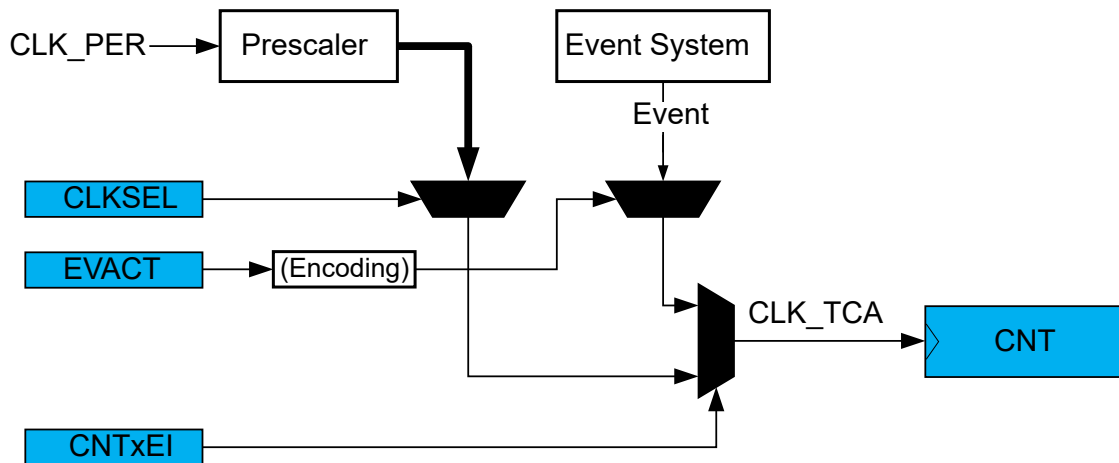 CLK_PER
Prescaler
Event System
Event
CLKSEL
EVACT
(Encoding)
CLK_TCA
CNT
CNTxEI